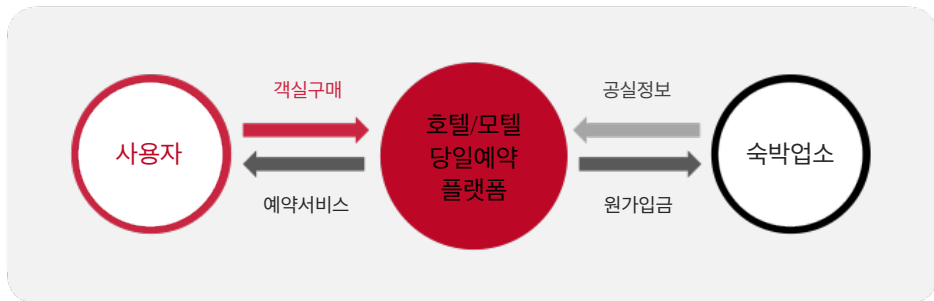 객실구매
공실정보
사용자
호텔/모텔
당일예약
플랫폼
숙박업소
예약서비스
원가입금